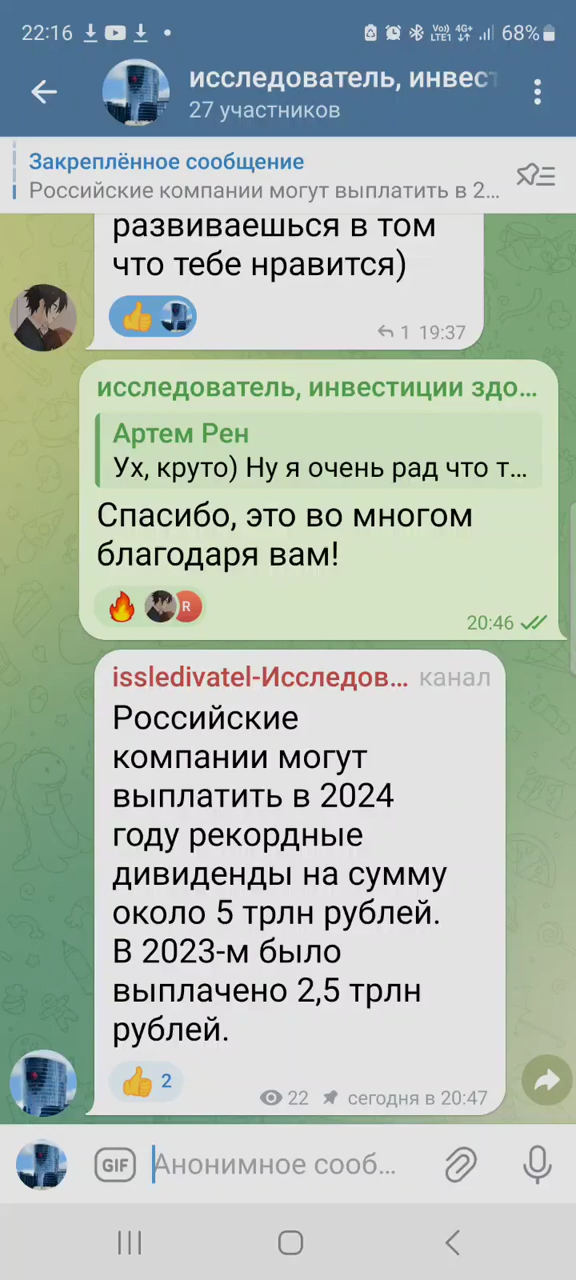 22:16
Vo)) 4G+
LTE1
68%
исследователь, инвест
27 участников
Закреплённое сообщение
Российские компании могут выплатить в 2...
развиваешься в том
что тебе нравится)
1 19:37
исследователь, инвестиции здо...
Артем Рен
Ух, круто) Ну я очень рад что т...
Спасибо, это во многом
благодаря вам!
R
20:46
issledivatel-Исследов... канал
Российские
компании могут
выплатить в 2024
году рекордные
дивиденды на сумму
около 5 трлн рублей.
В 2023-м было
выплачено 2,5 трлн
рублей.
2
22 сегодня в 20:47
GIF Анонимное сооб...